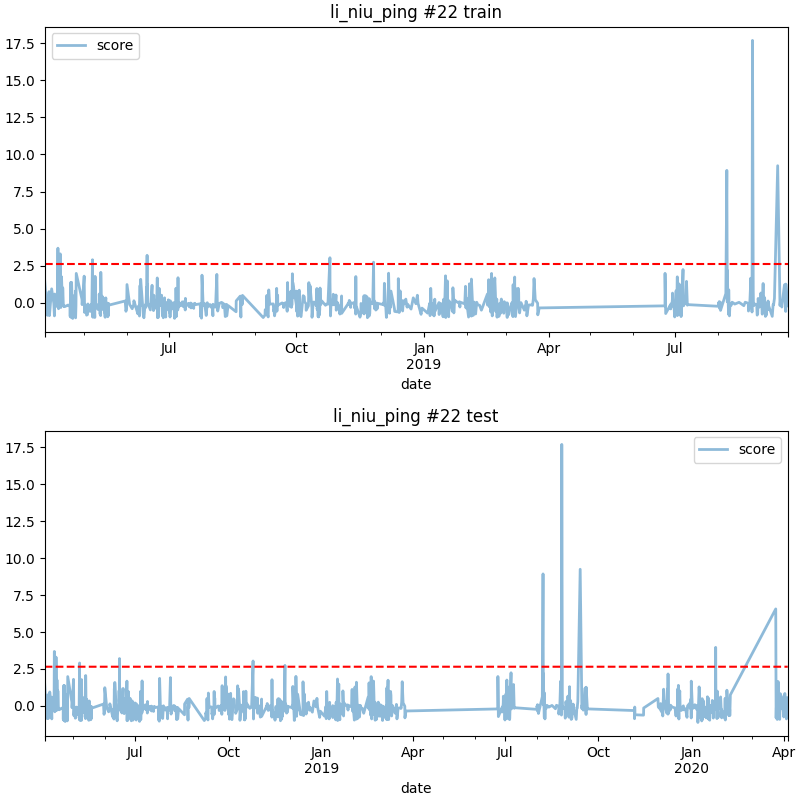 li_niu_ping #22 train
score
17.5
15.0
12.5
10.0
7.5
5.0
2.5
0.0
Jul
Oct
Jan
2019
Apr
Jul
date
li_niu_ping #22 test
score
17.5
15.0
12.5
10.0
7.5
5.0
2.5
0.0
Jul
Oct
Jan
2019
Apr
Jul
Oct
Jan
2020
Apr
date